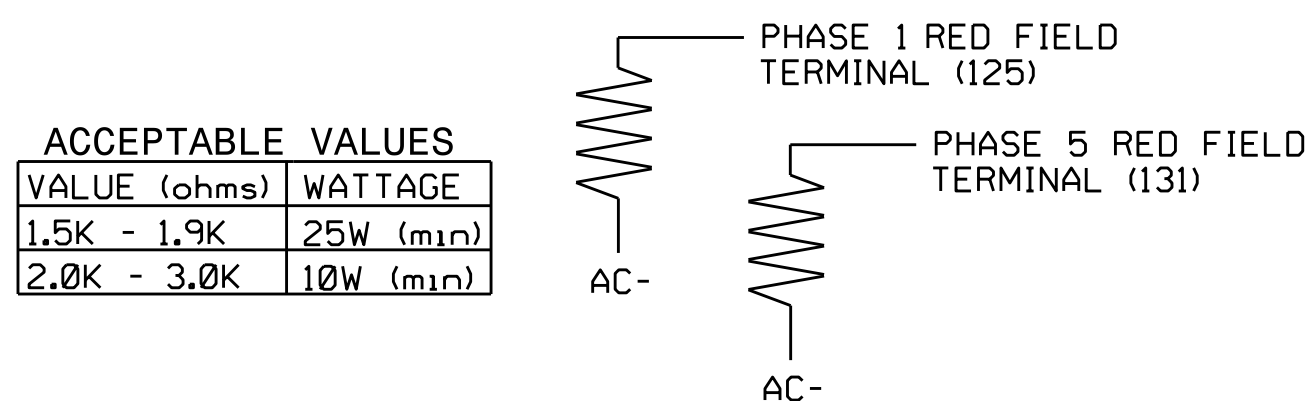 ACCEPTABLE VALUES
VALUE (ohms) WATTAGE
1.5K - 1.9K 25W (min)
2.0K - 3.0K 10W (min)
PHASE 1 RED FIELD
TERMINAL (125)
AC-
PHASE 5 RED FIELD
TERMINAL (131)
AC-